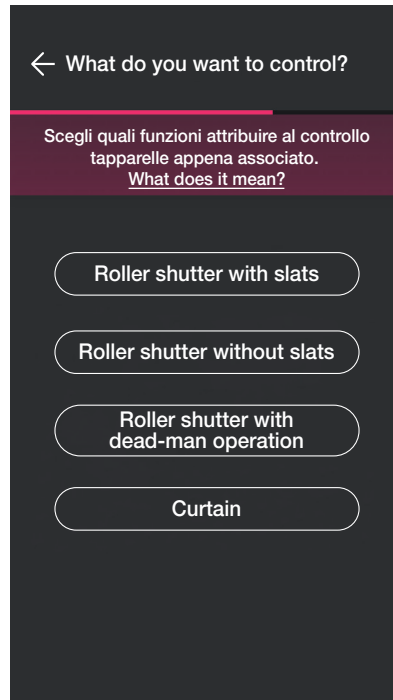 What do you want to control?
Scegli quali funzioni attribuire al controllo
tapparelle appena associato.
What does it mean?
Roller shutter with slats
Roller shutter without slats
Roller shutter with
dead-man operation
Curtain